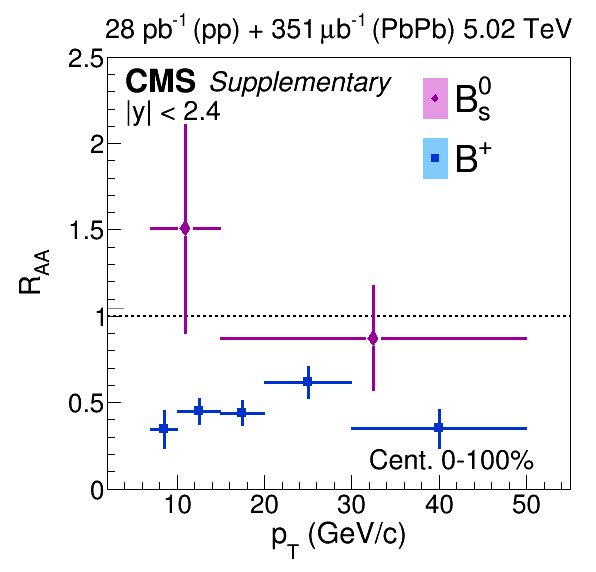 28 pb⁻¹ (pp) + 351 μb⁻¹ (PbPb) 5.02 TeV
CMS Supplementary
|y| < 2.4
B⁰ₛ
B⁺
R_AA
2.5
2
1.5
1
0.5
0
Cent. 0-100%
10 20 30 40 50
p_T (GeV/c)